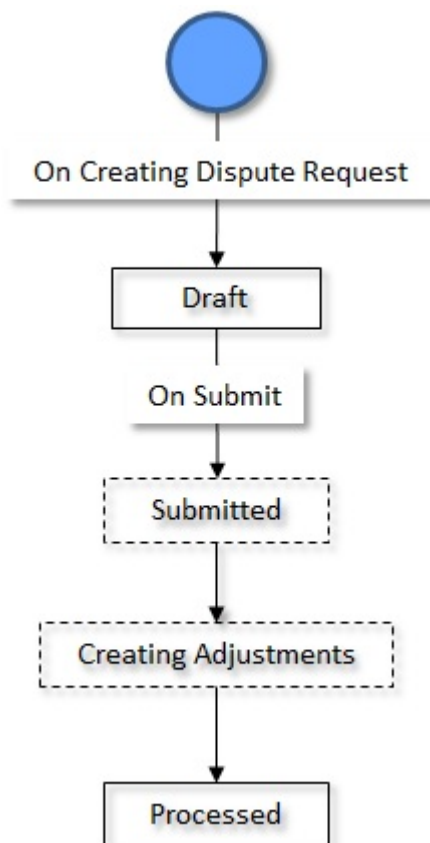 On Creating Dispute Request
Draft
On Submit
Submitted
Creating Adjustments
Processed